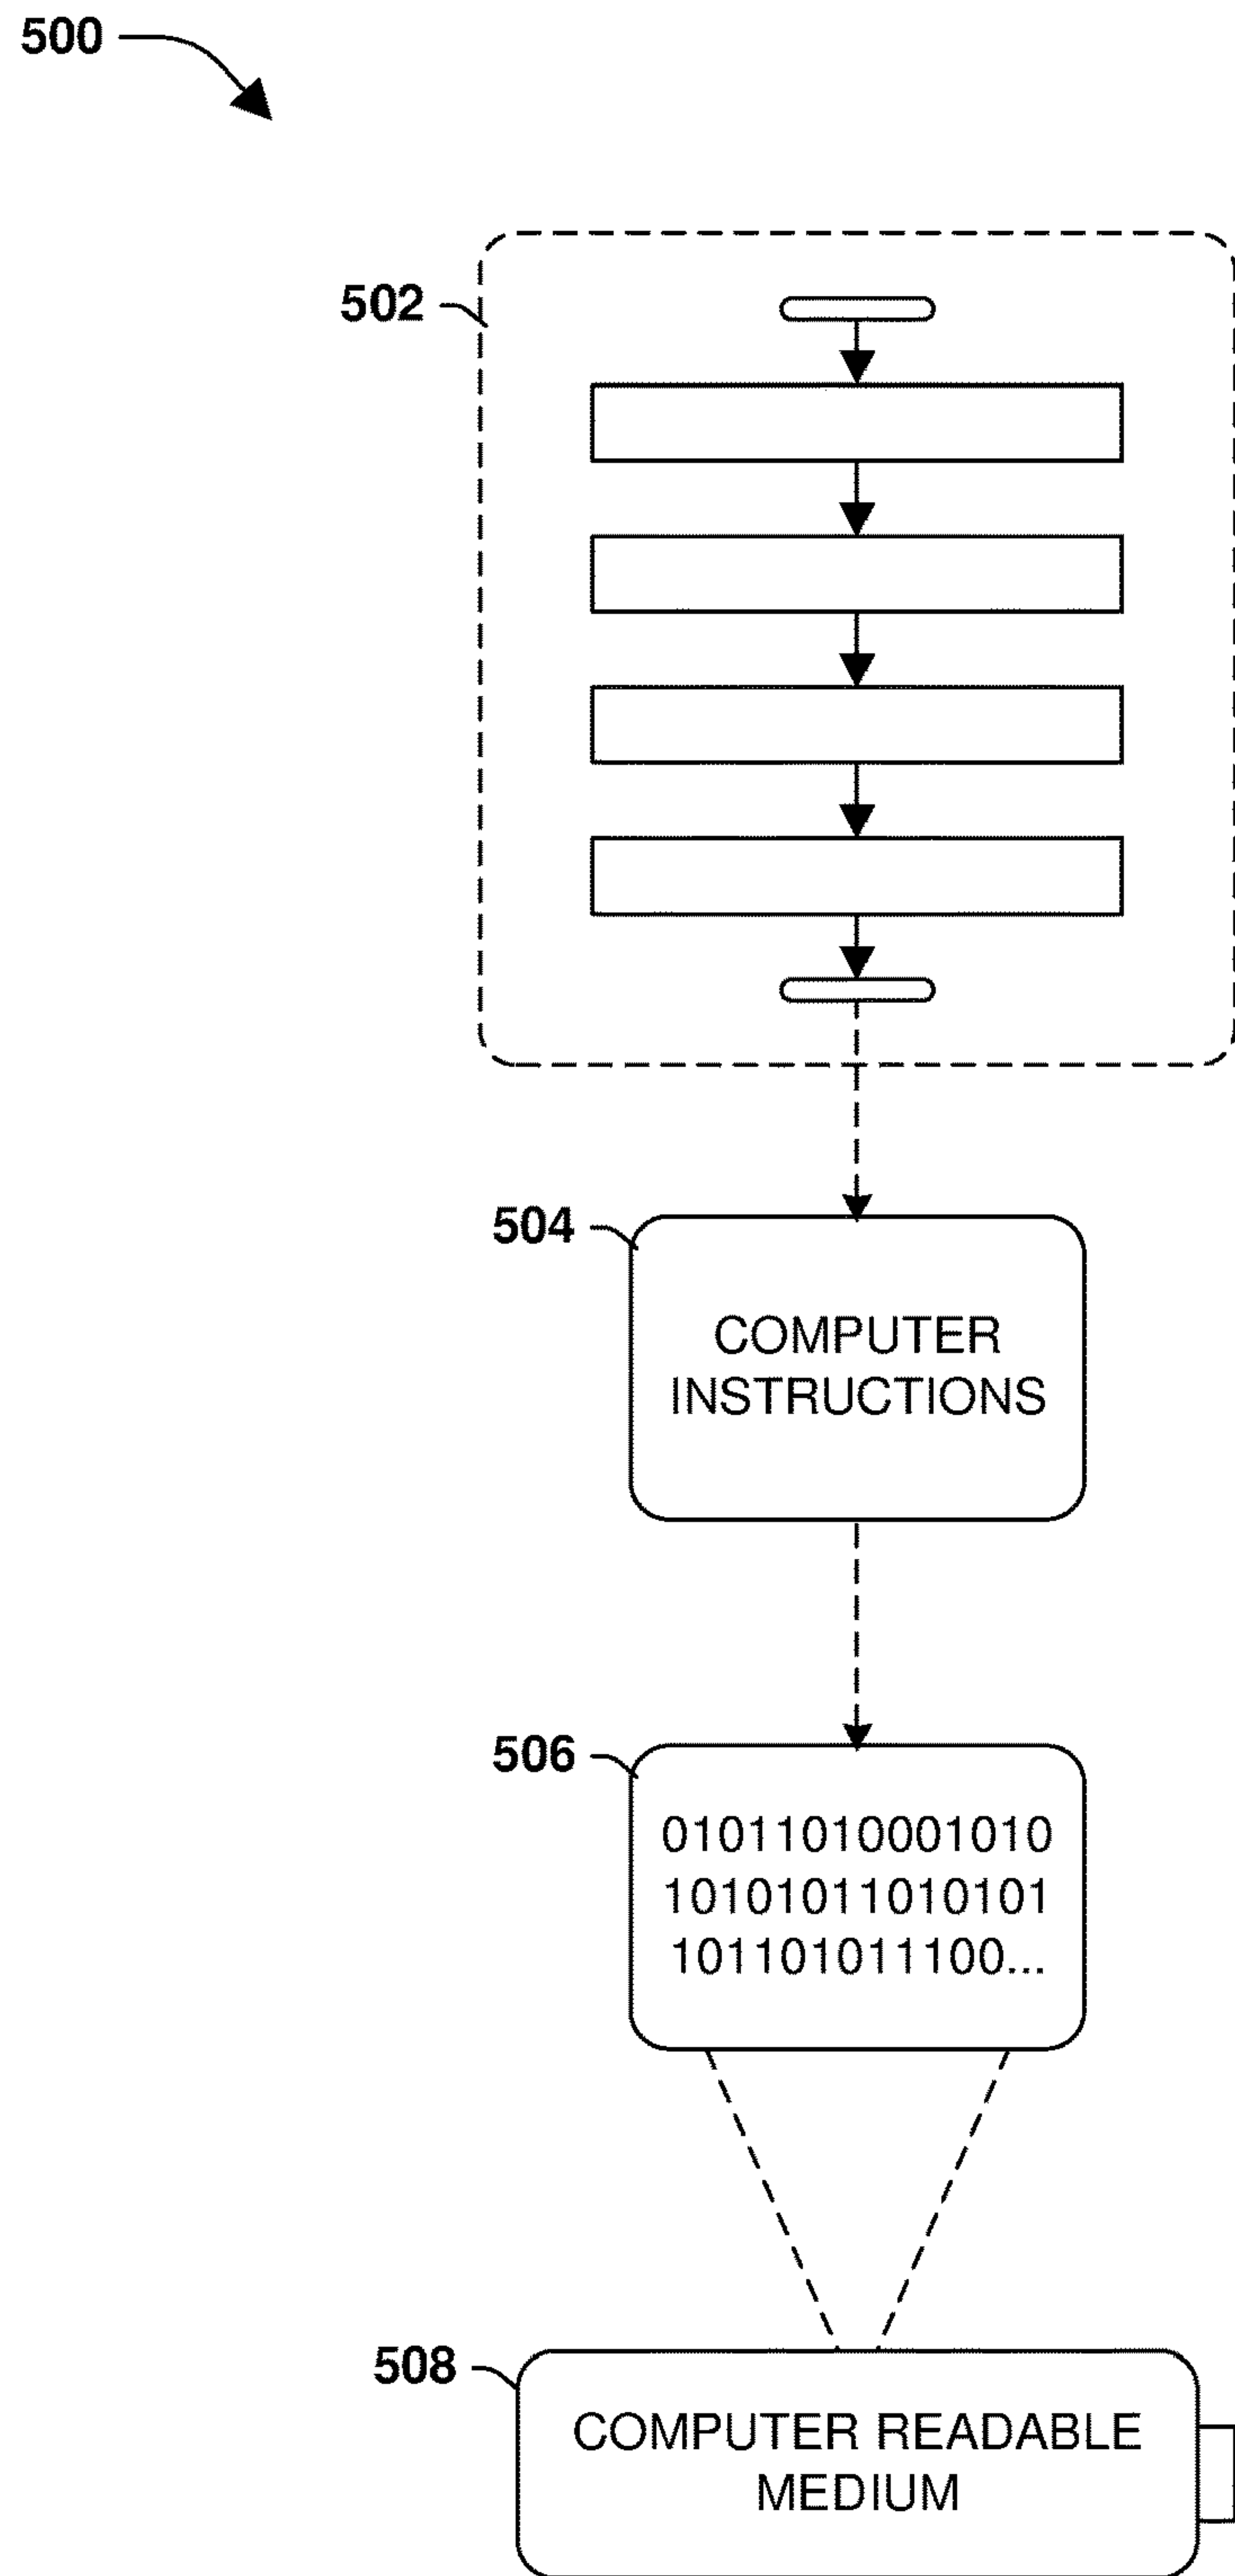 500
502
504
COMPUTER
INSTRUCTIONS
506
01011010001010
10101011010101
101101011100...
508
COMPUTER READABLE
MEDIUM